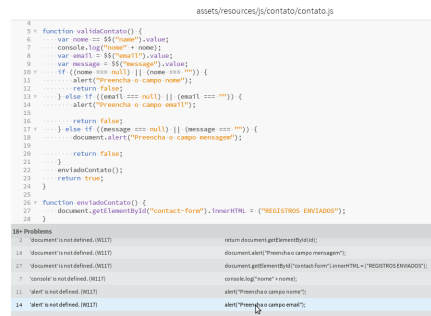 assets/resources/js/contato/contato.js
4
5 function validaContato() {
6 var nome == $$("name").value;
7 console.log("nome" + nome);
8 var email = $$("email").value;
9 var message = $$("message").value;
10 if ((nome === null) || (nome === "")) {
11 alert("Preencha o campo nome");
12 return false;
13 } else if ((email === null) || (email === "")) {
14 alert("Preencha o campo email");
15
16 return false;
17 } else if ((message === null) || (message === "")) {
18 document.alert("Preencha o campo mensagem");
19
20 return false;
21 }
22 enviadoContato();
23 return true;
24 }
25
26 function enviadoContato() {
27 document.getElementById("contact-form").innerHTML = ("REGISTROS ENVIADOS");
28 }
18+ Problems
2 'document' is not defined. (W117) return document.getElementById(id);
18 'document' is not defined. (W117) document.alert("Preencha o campo mensagem");
27 'document' is not defined. (W117) document.getElementById("contact-form").innerHTML = ("REGISTROS ENVIADOS");
7 'console' is not defined. (W117) console.log("nome" + nome);
11 'alert' is not defined. (W117) alert("Preencha o campo nome");
14 'alert' is not defined. (W117) alert("Preencha o campo email");